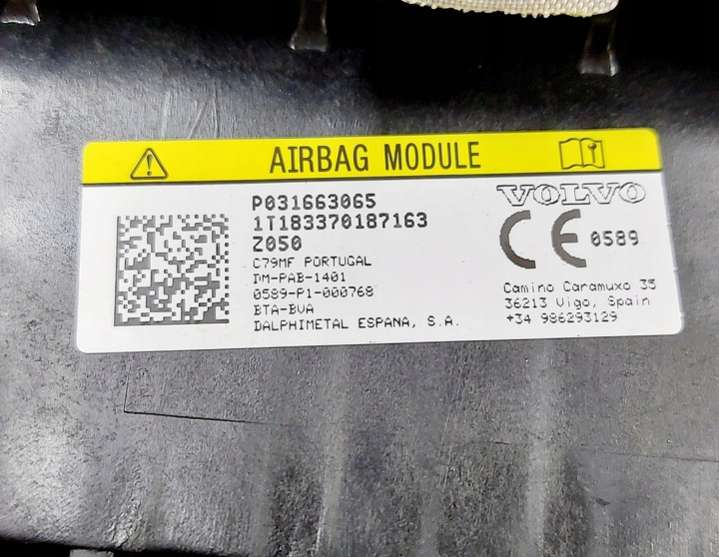 AIRBAG MODULE
P031663065
1T183370187163
Z050
C79MF PORTUGAL
DM-PAB-1401
0589-P1-000768
BTA-BVA
DALPHIMETAL ESPANA, S.A.
VOLVO
CE 0589
Camino Caramuxo 35
36213 Vigo, Spain
+34 986293129